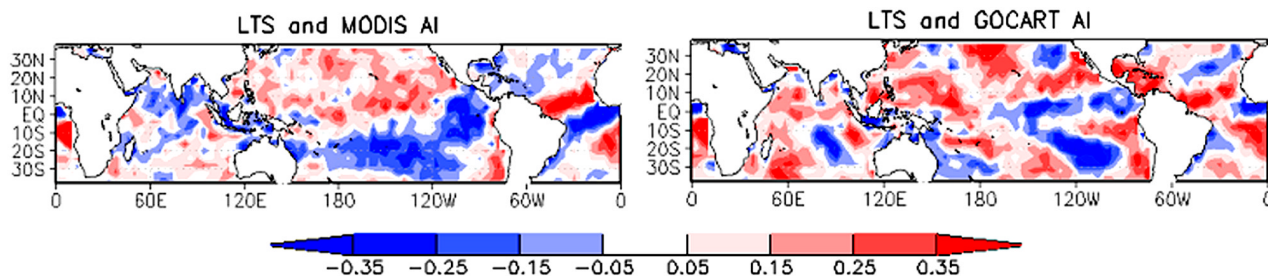 LTS and MODIS AI
30N
20N
10N
EQ
10S
20S
30S
0 60E 120E 180 120W 60W 0
LTS and GOCART AI
30N
20N
10N
EQ
10S
20S
30S
0 60E 120E 180 120W 60W 0
-0.35 -0.25 -0.15 -0.05 0.05 0.15 0.25 0.35